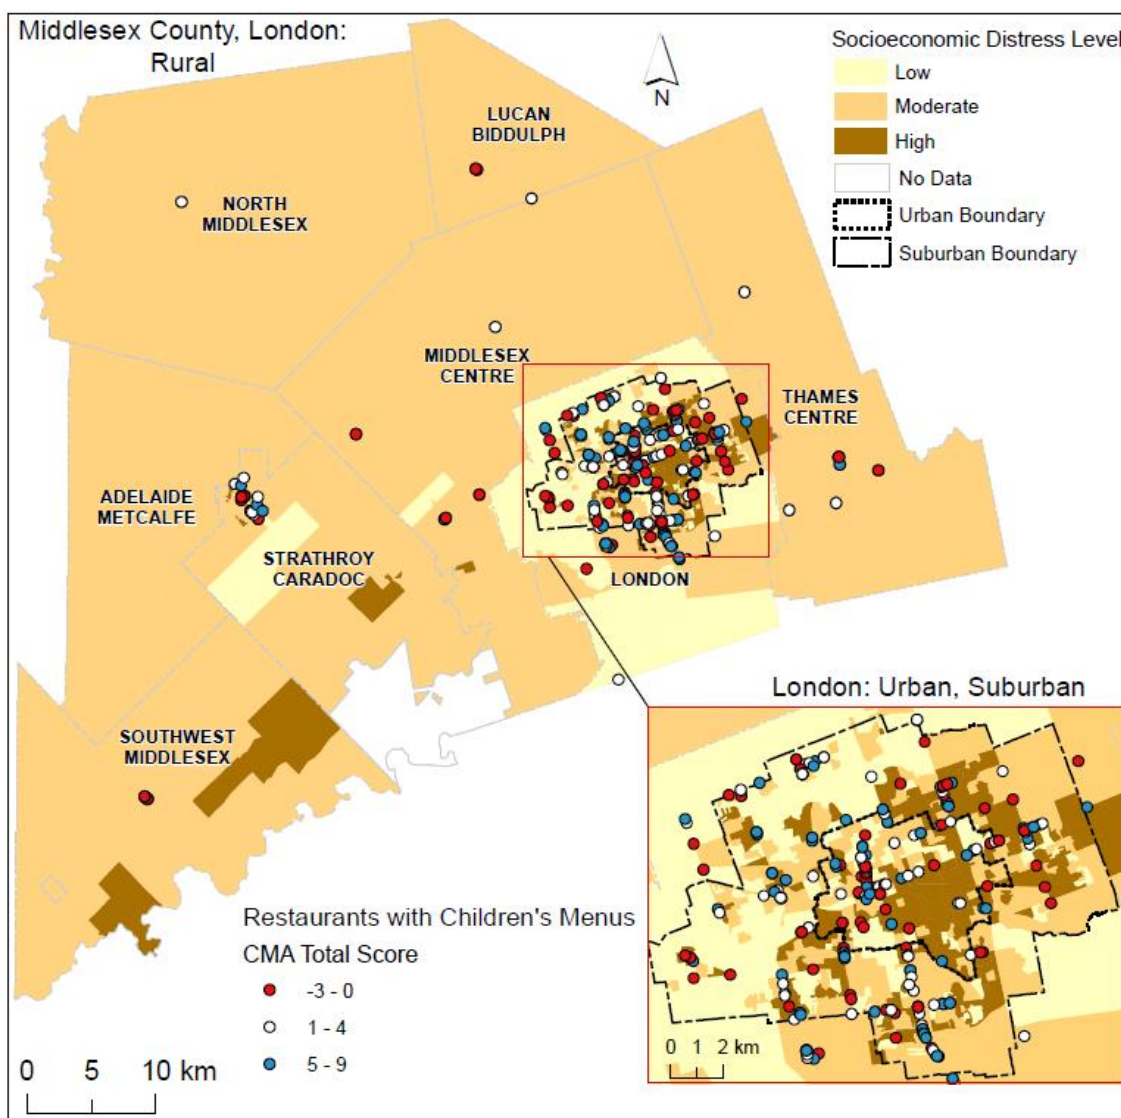 Middlesex County, London:
Rural
N
Socioeconomic Distress Level
Low
Moderate
High
No Data
Urban Boundary
Suburban Boundary
LUCAN
BIDDULPH
NORTH
MIDDLESEX
MIDDLESEX
CENTRE
THAMES
CENTRE
ADELAIDE
METCALFE
STRATHROY
CARADOC
LONDON
SOUTHWEST
MIDDLESEX
London: Urban, Suburban
Restaurants with Children's Menus
CMA Total Score
-3 - 0
1 - 4
5 - 9
0 5 10 km
0 1 2 km